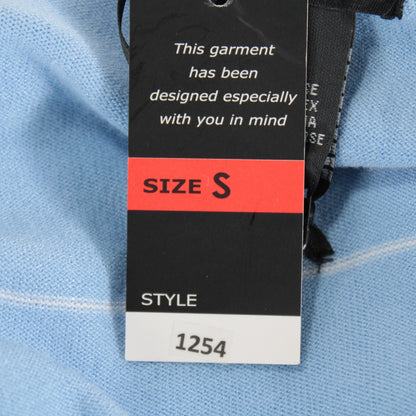 This garment
has been
designed especially
with you in mind
SIZE S
STYLE
1254